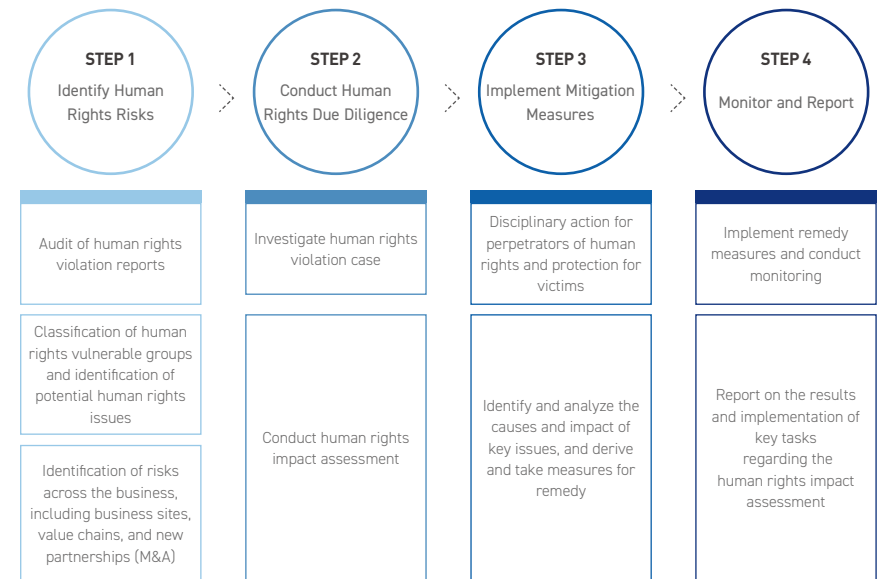 STEP 1
Identify Human
Rights Risks
STEP 2
Conduct Human
Rights Due Diligence
STEP 3
Implement Mitigation
Measures
STEP 4
Monitor and Report
Audit of human rights
violation reports
Classification of human
rights vulnerable groups
and identification of
potential human rights
issues
Identification of risks
across the business,
including business sites,
value chains, and new
partnerships (M&A)
Investigate human rights
violation case
Conduct human rights
impact assessment
Disciplinary action for
perpetrators of human
rights and protection for
victims
Identify and analyze the
causes and impact of
key issues, and derive
and take measures for
remedy
Implement remedy
measures and conduct
monitoring
Report on the results
and implementation of
key tasks
regarding the
human rights impact
assessment